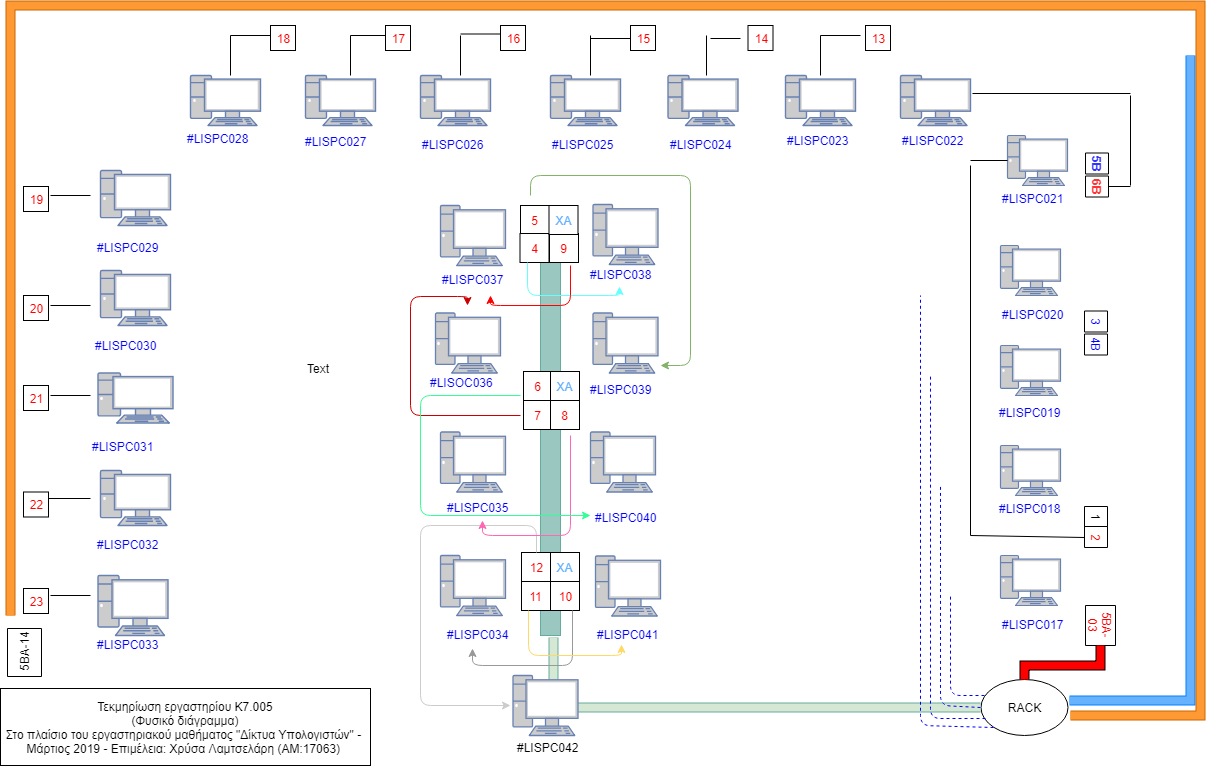 18
17
16
15
14
13
#LISPC028
#LISPC027
#LISPC026
#LISPC025
#LISPC024
#LISPC023
#LISPC022
5B
6B
#LISPC021
19
#LISPC029
5 XA
4 9
#LISPC037
#LISPC038
20
#LISPC030
#LISPC020
3
4B
Text
#LISOC036
#LISPC039
6 XA
7 8
21
#LISPC031
#LISPC019
22
#LISPC032
#LISPC035
#LISPC040
#LISPC018
1
2
12 XA
11 10
23
#LISPC033
#LISPC034
#LISPC041
#LISPC017
5BA-
03
5BA-14
RACK
#LISPC042
Τεκμηρίωση εργαστηρίου Κ7.005
(Φυσικό διάγραμμα)
Στο πλαίσιο του εργαστηριακού μαθήματος "Δίκτυα Υπολογιστών" -
Μάρτιος 2019 - Επιμέλεια: Χρύσα Λαμτσελάρη (ΑΜ:17063)